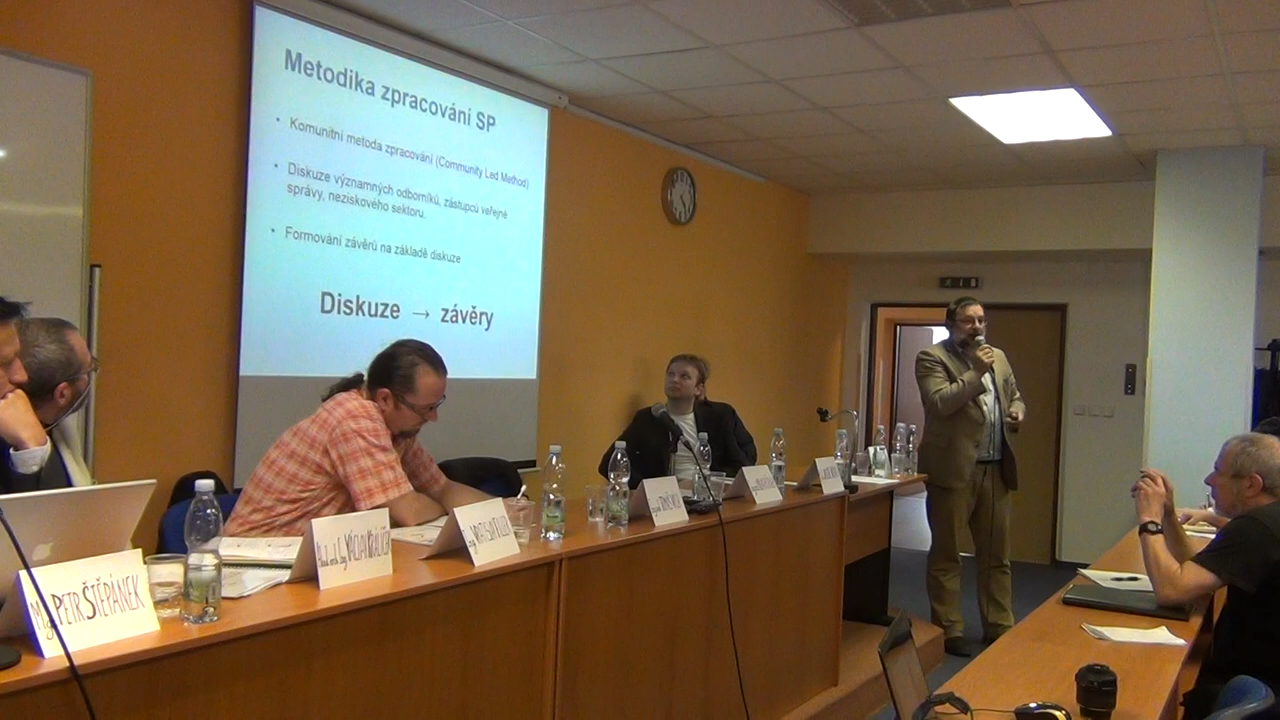 Metodika zpracování SP
• Komunitní metoda zpracování (Community Led Method)
• Diskuze významných odborníků, zástupců veřejné
správy, neziskového sektoru.
• Formování závěrů na základě diskuze
Diskuze → závěry
Mgr. PETR ŠTĚPÁNEK